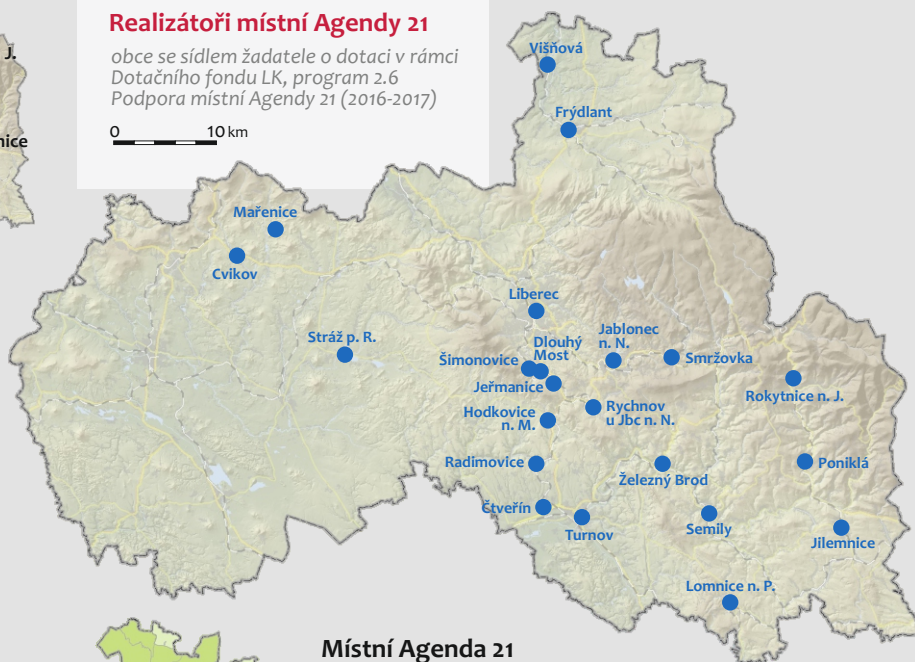 Realizátoři místní Agendy 21
obce se sídlem žadatele o dotaci v rámci
Dotačního fondu LK, program 2.6
Podpora místní Agendy 21 (2016-2017)
0 10 km
J.
nice
Višňová
Frýdlant
Mařenice
Cvikov
Liberec
Stráž p. R.
Dlouhý
Most
Jablonec
n. N.
Šimonovice
Smržovka
Jeřmanice
Rokytnice n. J.
Hodkovice
n. M.
Rychnov
u Jbc n. N.
Radimovice
Železný Brod
Poniklá
Čtveřín
Turnov
Semily
Jilemnice
Lomnice n. P.
Místní Agenda 21